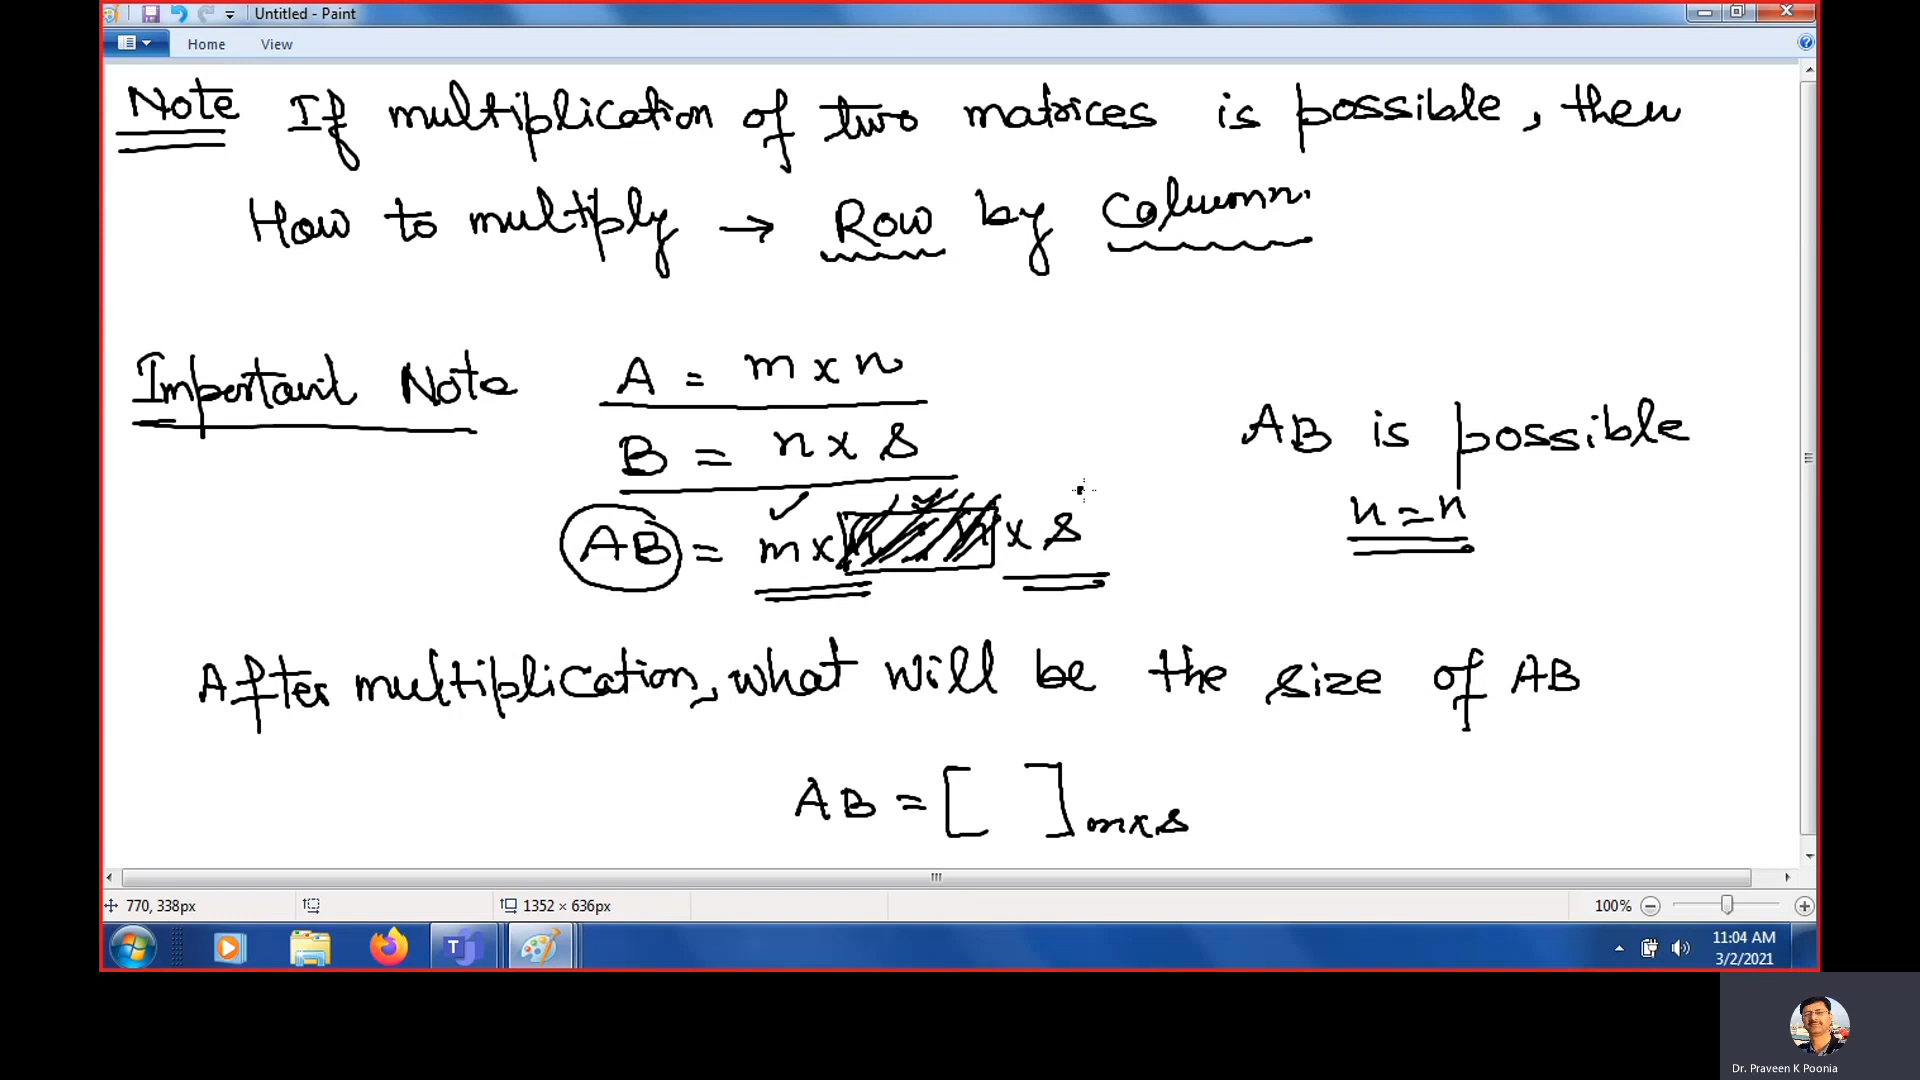 Untitled - Paint
Home View
Note If multiplication of two matrices is possible, then
How to multiply → Row by Column.
Important Note A = m x n
B = n x s
AB is possible
n = n
AB = m x n . n x s
After multiplication, what will be the size of AB
AB = [ ] m x s
770, 338px 1352 × 636px 100%
11:04 AM
3/2/2021
Dr. Praveen K Poonia